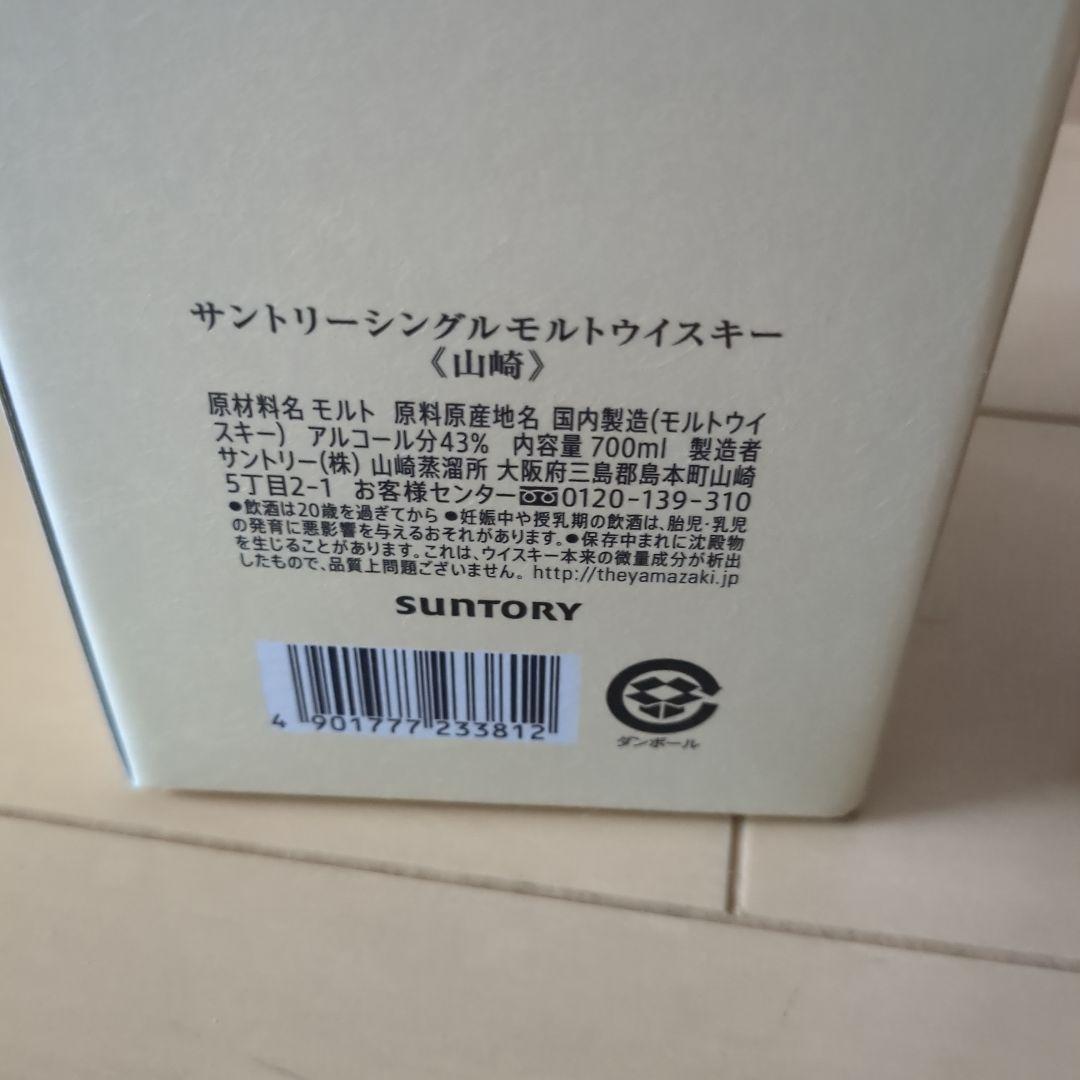 サントリーシングルモルトウイスキー
《山崎》
原材料名 モルト 原料原産地名 国内製造(モルトウイ
スキー) アルコール分43% 内容量 700ml 製造者
サントリー(株) 山崎蒸溜所 大阪府三島郡島本町山崎
5丁目2-1 お客様センター 0120-139-310
●飲酒は20歳を過ぎてから ●妊娠中や授乳期の飲酒は、胎児・乳児
の発育に悪影響を与えるおそれがあります。●保存中まれに沈殿物
を生じることがあります。これは、ウイスキー本来の微量成分が析出
したもので、品質上問題ございません。 http://theyamazaki.jp
SUNTORY
4 901777 233812
ダンボール